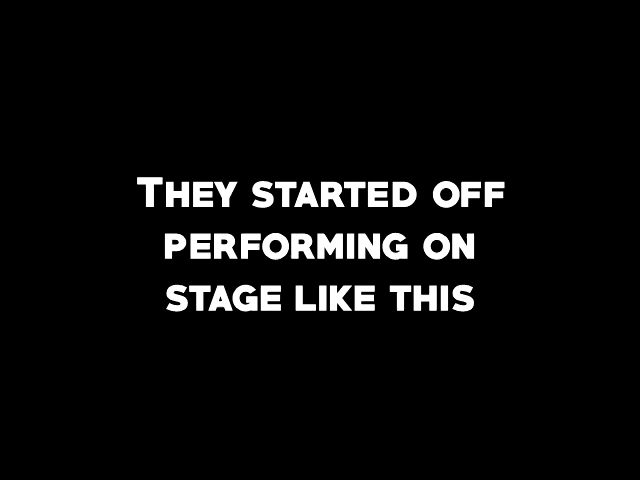 They started off
performing on
stage like this